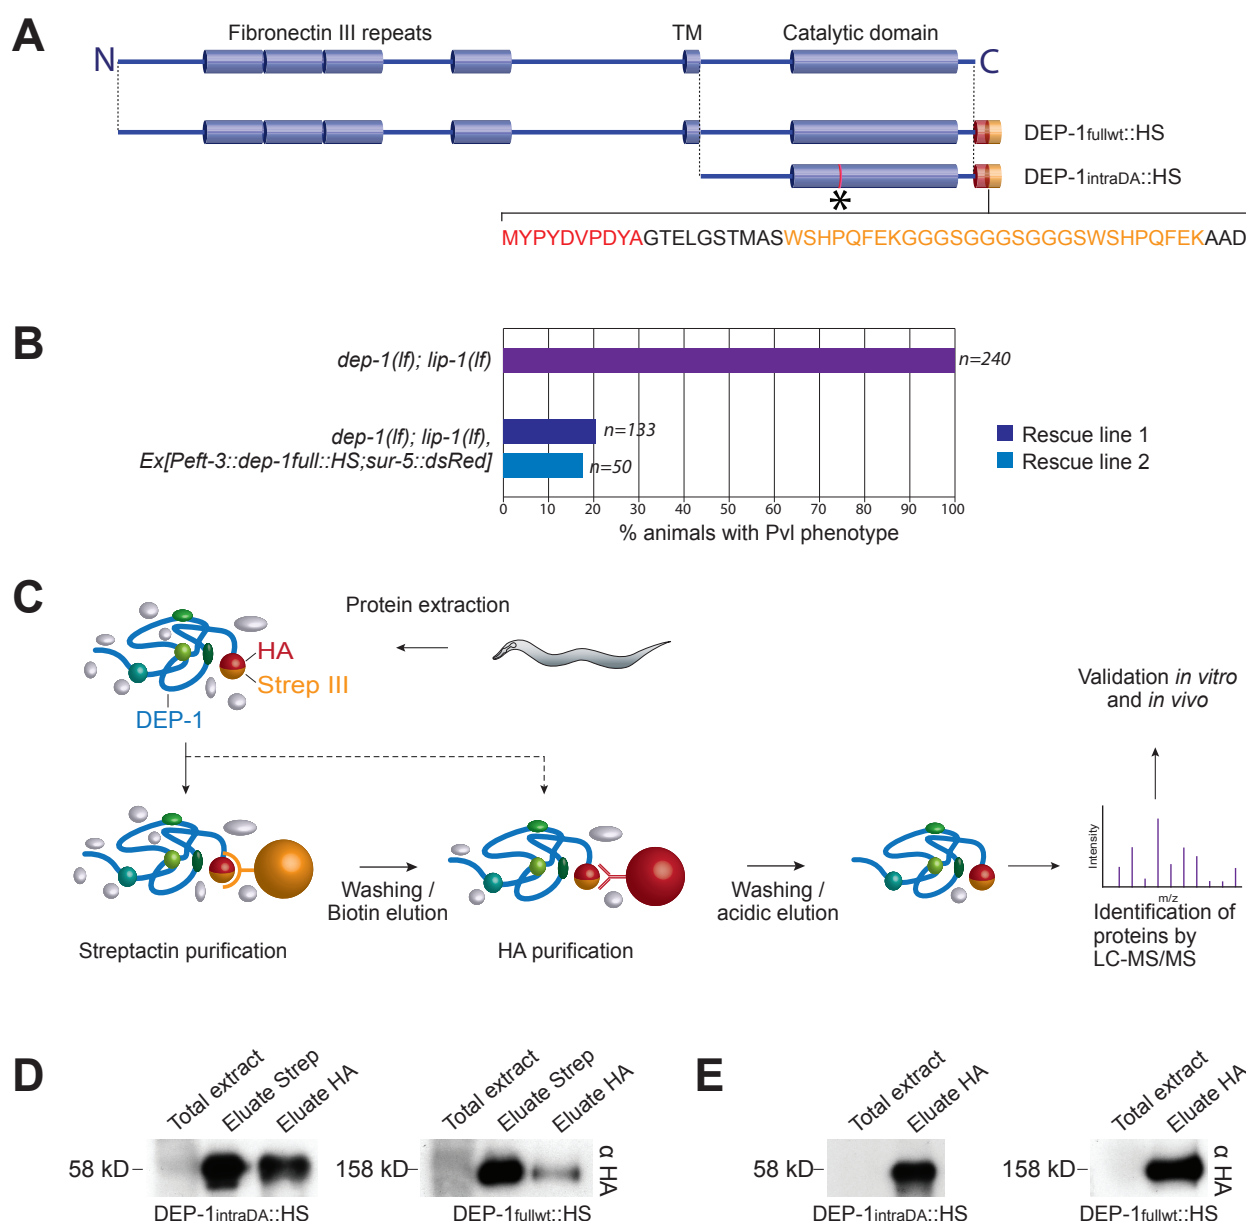 A
Fibronectin III repeats
TM
Catalytic domain
N
C
DEP-1fullwt::HS
DEP-1intraDA::HS
*
MYPYDVPDYAGTELGSTMASWSHPQFEKGGGSGGGSGGGSWSHPQFEKAAD
B
dep-1(lf); lip-1(lf)
n=240
dep-1(lf); lip-1(lf),
Ex[Peft-3::dep-1full::HS;sur-5::dsRed]
n=133
n=50
Rescue line 1
Rescue line 2
0 10 20 30 40 50 60 70 80 90 100
% animals with Pvl phenotype
C
Protein extraction
HA
Strep III
DEP-1
Validation in vitro
and in vivo
Washing /
Biotin elution
Washing /
acidic elution
Streptactin purification
HA purification
Intensity
m/z
Identification of
proteins by
LC-MS/MS
D
Total extract
Eluate Strep
Eluate HA
58 kD
DEP-1intraDA::HS
Total extract
Eluate Strep
Eluate HA
158 kD
α HA
DEP-1fullwt::HS
E
Total extract
Eluate HA
58 kD
DEP-1intraDA::HS
Total extract
Eluate HA
158 kD
α HA
DEP-1fullwt::HS